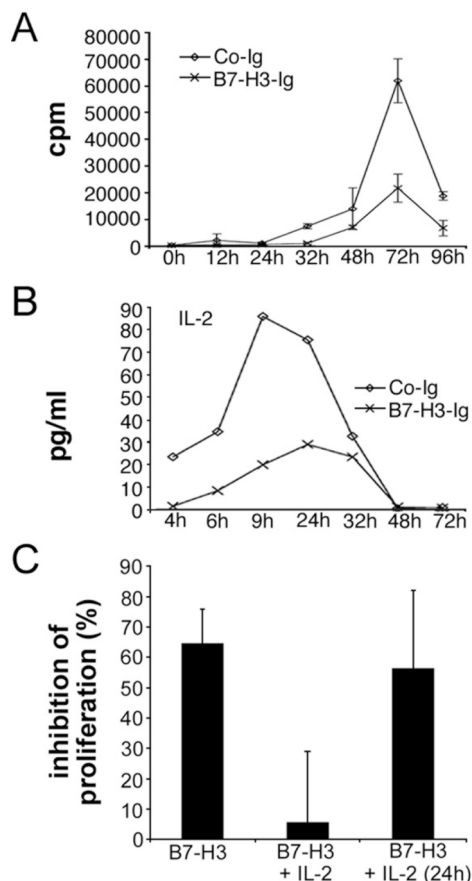 A
80000
70000
60000
50000
40000
30000
20000
10000
0
cpm
Co-Ig
B7-H3-Ig
0h 12h 24h 32h 48h 72h 96h
B
90
80
70
60
50
40
30
20
10
0
pg/ml
IL-2
Co-Ig
B7-H3-Ig
4h 6h 9h 24h 32h 48h 72h
C
90
80
70
60
50
40
30
20
10
0
inhibition of
proliferation (%)
B7-H3 B7-H3 B7-H3
+ IL-2 + IL-2 (24h)